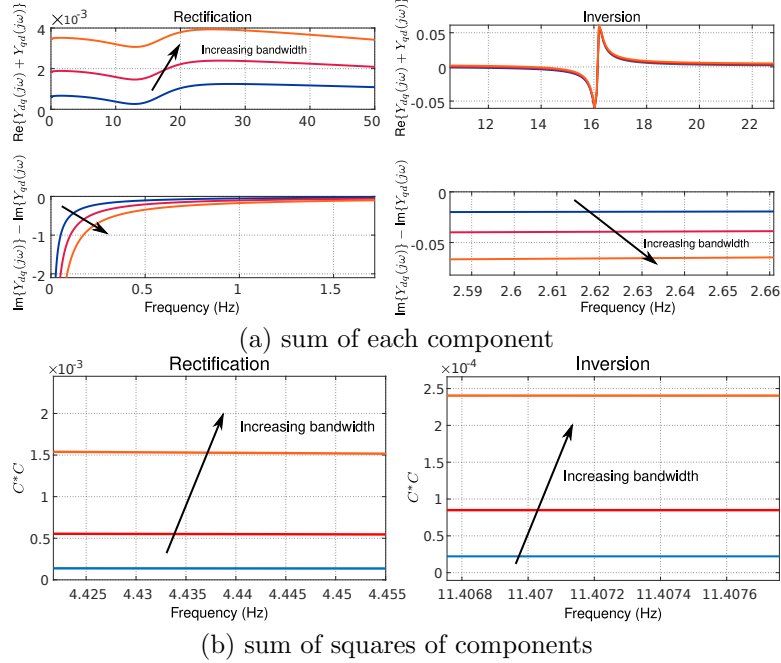 Rectification
×10⁻³
Re{Y_dq(jω) + Y_qd(jω)}
4
2
0
Increasing bandwidth
0 10 20 30 40 50
Inversion
Re{Y_dq(jω) + Y_qd(jω)}
0.05
0
-0.05
12 14 16 18 20 22
Im{Y_dq(jω)} − Im{Y_qd(jω)}
0
-1
-2
0 0.5 1 1.5
Frequency (Hz)
Im{Y_dq(jω)} − Im{Y_qd(jω)}
0
-0.05
Increasing bandwidth
2.59 2.6 2.61 2.62 2.63 2.64 2.65 2.66
Frequency (Hz)
(a) sum of each component
Rectification
×10⁻³
C*C
2
1.5
1
0.5
0
Increasing bandwidth
4.425 4.43 4.435 4.44 4.445 4.45 4.455
Frequency (Hz)
Inversion
×10⁻⁴
C*C
2.5
2
1.5
1
0.5
0
Increasing bandwidth
11.4068 11.407 11.4072 11.4074 11.4076
Frequency (Hz)
(b) sum of squares of components